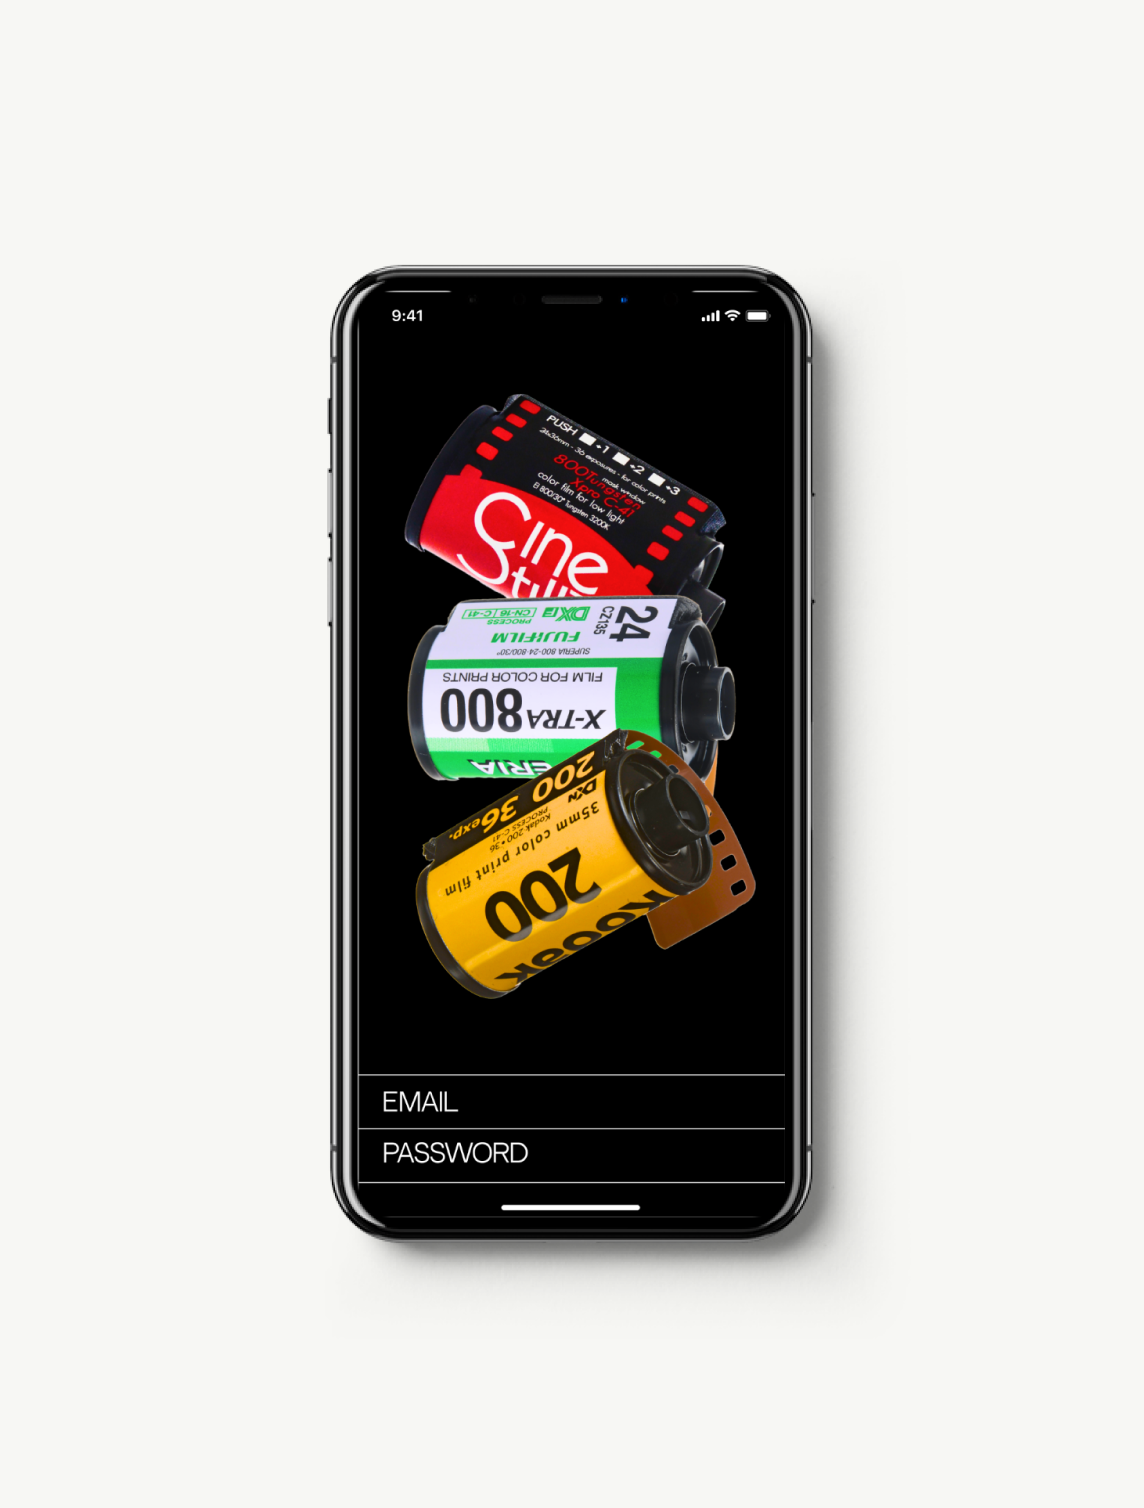 9:41
PUSH +1 +2 +3
24x36mm - 36 exposures - for color prints
mask window
800Tungsten
Xpro C-41
color film for low light
EI 800/30° Tungsten 3200K
Cine
Still
24
CZ135
DX
PROCESS
CN-16 C-41
FUJIFILM
SUPERIA 800-24-800/30°
FILM FOR COLOR PRINTS
X-TRA 800
ERIA
200 36exp.
DXN
PROCESS C-41
Kodak 200•36
35mm color print film
200
Kodak
EMAIL
PASSWORD